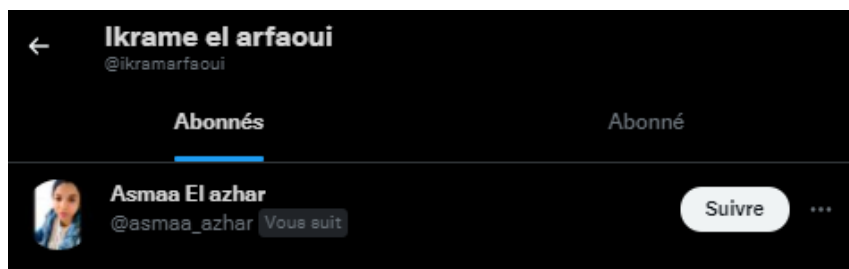 Ikrame el arfaoui
@ikramarfaoui
Abonnés Abonné
Asmaa El azhar
@asmaa_azhar Vous suit
Suivre